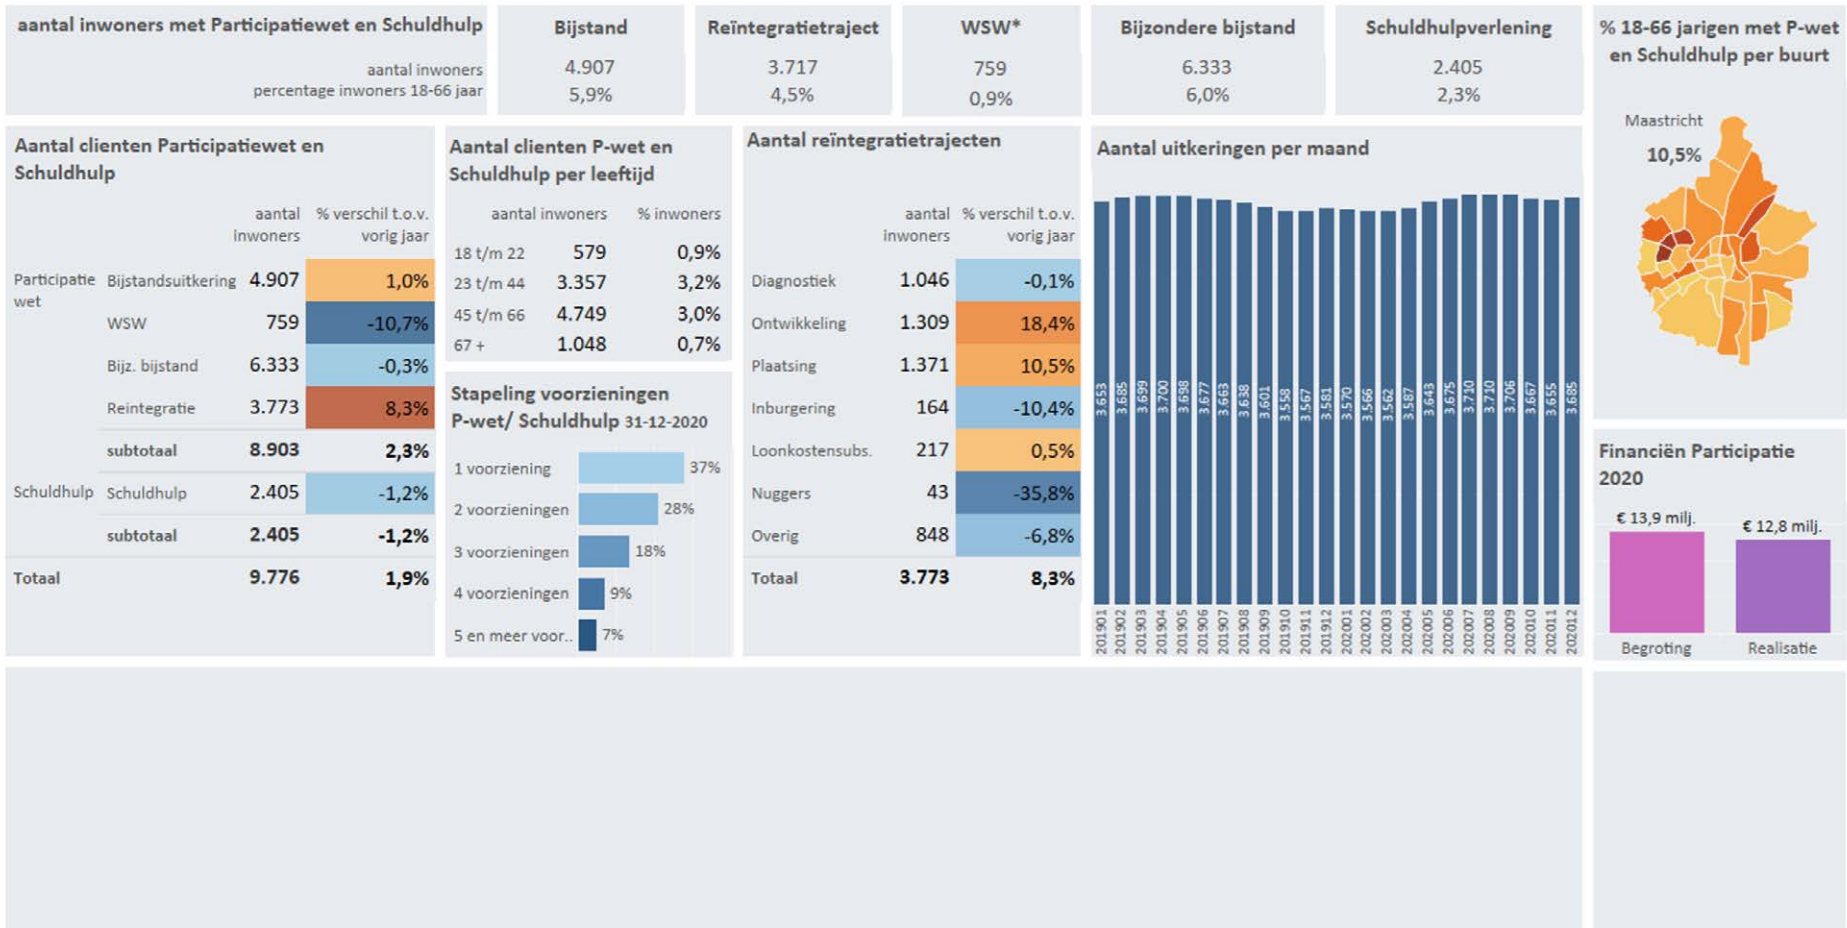 aantal inwoners met Participatiewet en Schuldhulp
aantal inwoners
percentage inwoners 18-66 jaar
Bijstand
4.907
5,9%
Reïntegratietraject
3.717
4,5%
WSW*
759
0,9%
Bijzondere bijstand
6.333
6,0%
Schuldhulpverlening
2.405
2,3%
% 18-66 jarigen met P-wet
en Schuldhulp per buurt
Maastricht
10,5%
Aantal clienten Participatiewet en
Schuldhulp
aantal % verschil t.o.v.
inwoners vorig jaar
Participatie Bijstandsuitkering 4.907 1,0%
wet
WSW 759 -10,7%
Bijz. bijstand 6.333 -0,3%
Reintegratie 3.773 8,3%
subtotaal 8.903 2,3%
Schuldhulp Schuldhulp 2.405 -1,2%
subtotaal 2.405 -1,2%
Totaal 9.776 1,9%
Aantal clienten P-wet en
Schuldhulp per leeftijd
aantal inwoners % inwoners
18 t/m 22 579 0,9%
23 t/m 44 3.357 3,2%
45 t/m 66 4.749 3,0%
67 + 1.048 0,7%
Stapeling voorzieningen
P-wet/ Schuldhulp 31-12-2020
1 voorziening 37%
2 voorzieningen 28%
3 voorzieningen 18%
4 voorzieningen 9%
5 en meer voor.. 7%
Aantal reïntegratietrajecten
aantal % verschil t.o.v.
inwoners vorig jaar
Diagnostiek 1.046 -0,1%
Ontwikkeling 1.309 18,4%
Plaatsing 1.371 10,5%
Inburgering 164 -10,4%
Loonkostensubs. 217 0,5%
Nuggers 43 -35,8%
Overig 848 -6,8%
Totaal 3.773 8,3%
Aantal uitkeringen per maand
3.653 3.685 3.699 3.700 3.698 3.677 3.663 3.638 3.601 3.558 3.567 3.581 3.570 3.566 3.562 3.587 3.643 3.675 3.710 3.710 3.706 3.667 3.655 3.685
201901 201902 201903 201904 201905 201906 201907 201908 201909 201910 201911 201912 202001 202002 202003 202004 202005 202006 202007 202008 202009 202010 202011 202012
Financiën Participatie
2020
€ 13,9 milj.
€ 12,8 milj.
Begroting Realisatie